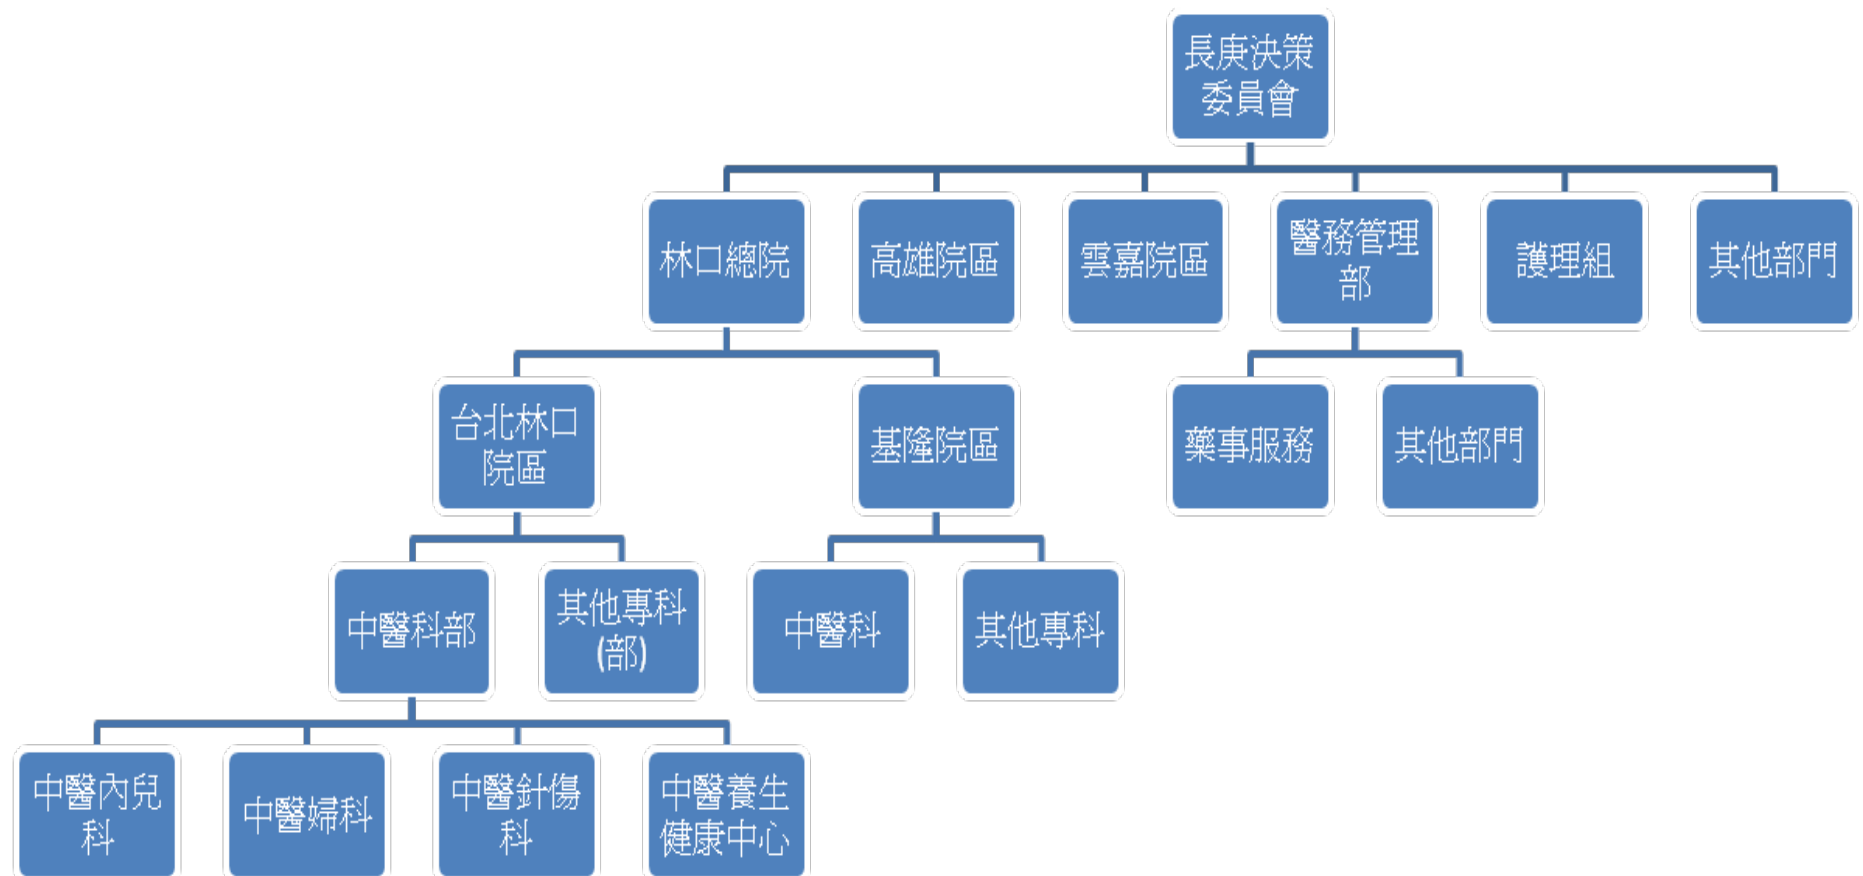 長庚決策
委員會
林口總院
高雄院區
雲嘉院區
醫務管理
部
護理組
其他部門
台北林口
院區
基隆院區
藥事服務
其他部門
中醫科部
其他專科
(部)
中醫科
其他專科
中醫內兒
科
中醫婦科
中醫針傷
科
中醫養生
健康中心